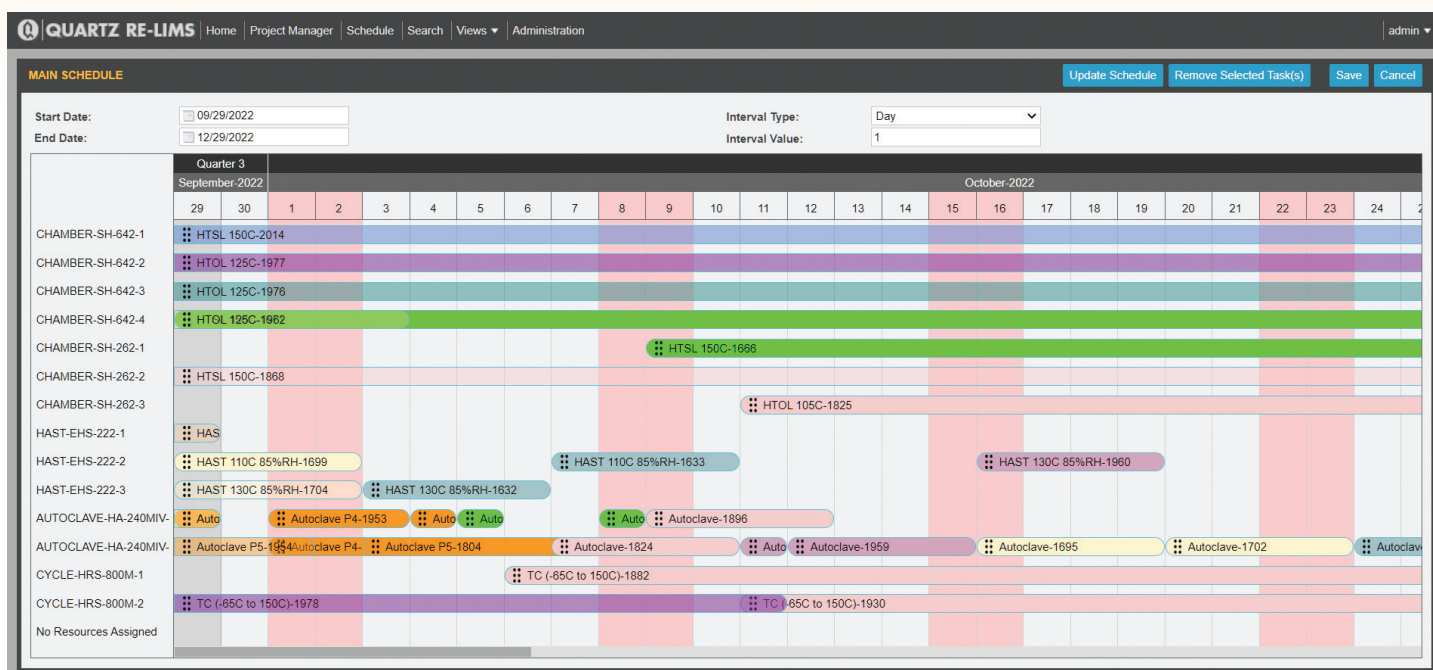 QUARTZ RE-LIMS Home Project Manager Schedule Search Views Administration admin
MAIN SCHEDULE Update Schedule Remove Selected Task(s) Save Cancel
Start Date: 09/29/2022 Interval Type: Day
End Date: 12/29/2022 Interval Value: 1
Quarter 3
September-2022 October-2022
29 30 1 2 3 4 5 6 7 8 9 10 11 12 13 14 15 16 17 18 19 20 21 22 23 24 2
CHAMBER-SH-642-1 HTSL 150C-2014
CHAMBER-SH-642-2 HTOL 125C-1977
CHAMBER-SH-642-3 HTOL 125C-1976
CHAMBER-SH-642-4 HTOL 125C-1962
CHAMBER-SH-262-1 HTSL 150C-1666
CHAMBER-SH-262-2 HTSL 150C-1868
CHAMBER-SH-262-3 HTOL 105C-1825
HAST-EHS-222-1 HAS
HAST-EHS-222-2 HAST 110C 85%RH-1699 HAST 110C 85%RH-1633 HAST 130C 85%RH-1960
HAST-EHS-222-3 HAST 130C 85%RH-1704 HAST 130C 85%RH-1632
AUTOCLAVE-HA-240MIV- Auto Autoclave P4-1953 Auto Auto Auto Autoclave-1896
AUTOCLAVE-HA-240MIV- Autoclave P5-1954 Autoclave P4- Autoclave P5-1804 Autoclave-1824 Auto Autoclave-1959 Autoclave-1695 Autoclave-1702 Autoclav
CYCLE-HRS-800M-1 TC (-65C to 150C)-1882
CYCLE-HRS-800M-2 TC (-65C to 150C)-1978 TC (-65C to 150C)-1930
No Resources Assigned